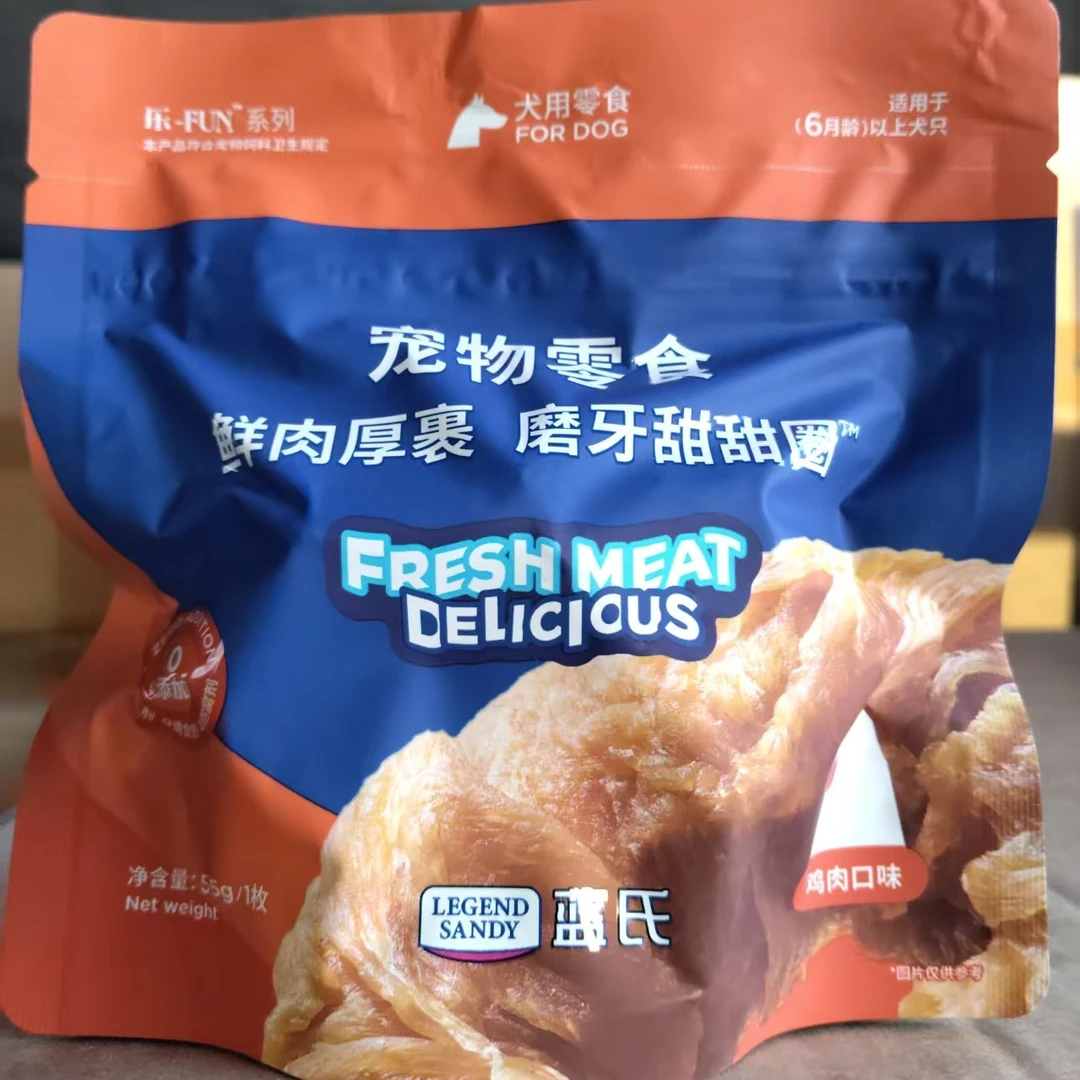 乐-FUN™系列
本产品符合宠物饲料卫生规定
犬用零食
FOR DOG
适用于
(6月龄)以上犬只
宠物零食
鲜肉厚裹 磨牙甜甜圈™
FRESH MEAT
DELICIOUS
0
添加
净含量:55g/1枚
Net weight
LEGEND
SANDY
蓝氏
鸡肉口味
*图片仅供参考